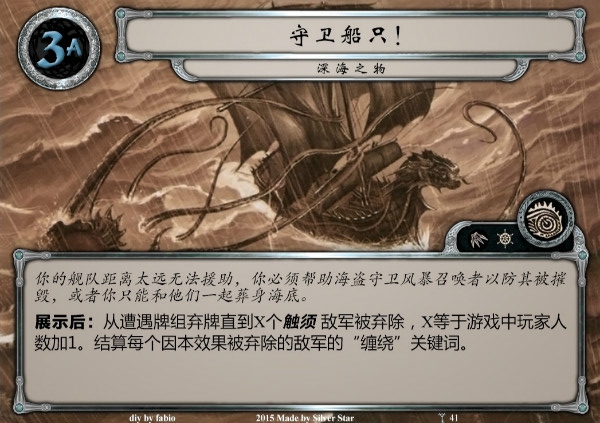 3A
守卫船只！
深海之物
你的舰队距离太远无法援助，你必须帮助海盗守卫风暴召唤者以防其被摧
毁，或者你只能和他们一起葬身海底。
展示后：从遭遇牌组弃牌直到X个触须 敌军被弃除，X等于游戏中玩家人
数加1。结算每个因本效果被弃除的敌军的“缠绕”关键词。
diy by fabio 2015 Made by Silver Star 41